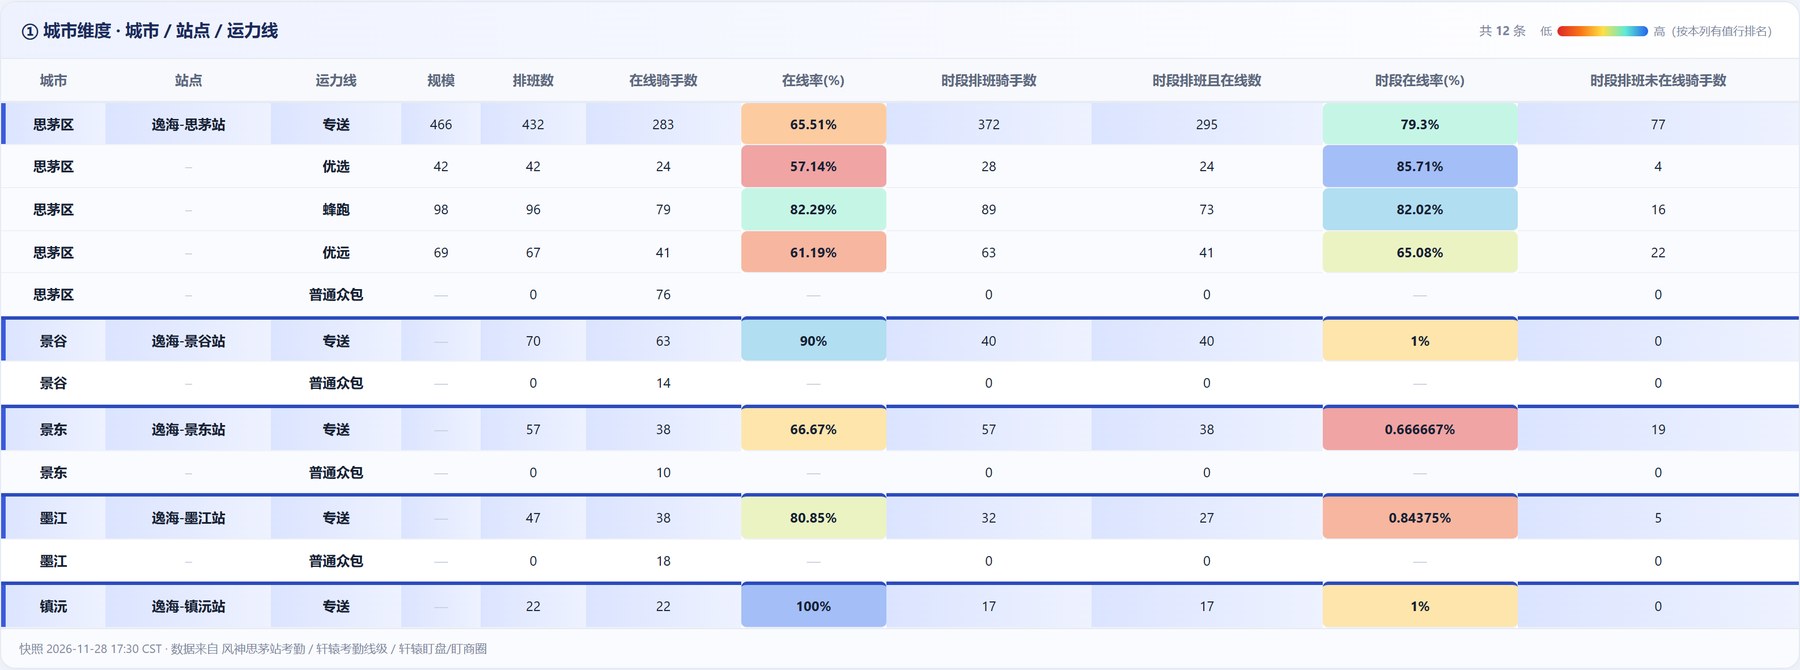 ① 城市维度 · 城市 / 站点 / 运力线
共 12 条 低 高 (按本列有值行排名)
城市 站点 运力线 规模 排班数 在线骑手数 在线率(%) 时段排班骑手数 时段排班且在线数 时段在线率(%) 时段排班未在线骑手数
思茅区 逸海-思茅站 专送 466 432 283 65.51% 372 295 79.3% 77
思茅区 – 优选 42 42 24 57.14% 28 24 85.71% 4
思茅区 – 蜂跑 98 96 79 82.29% 89 73 82.02% 16
思茅区 – 优远 69 67 41 61.19% 63 41 65.08% 22
思茅区 – 普通众包 — 0 76 — 0 0 — 0
景谷 逸海-景谷站 专送 — 70 63 90% 40 40 1% 0
景谷 – 普通众包 — 0 14 — 0 0 — 0
景东 逸海-景东站 专送 — 57 38 66.67% 57 38 0.666667% 19
景东 – 普通众包 — 0 10 — 0 0 — 0
墨江 逸海-墨江站 专送 — 47 38 80.85% 32 27 0.84375% 5
墨江 – 普通众包 — 0 18 — 0 0 — 0
镇沅 逸海-镇沅站 专送 — 22 22 100% 17 17 1% 0
快照 2026-11-28 17:30 CST · 数据来自 风神思茅站考勤 / 轩辕考勤线级 / 轩辕盯盘/盯商圈